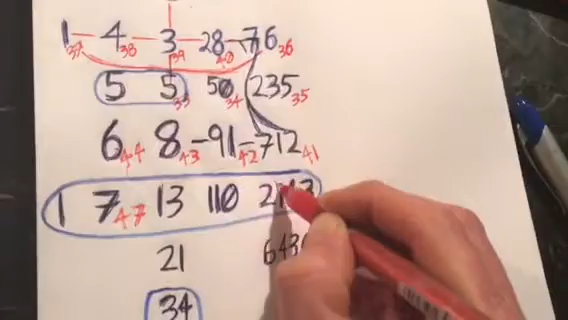 1 - 4 - 3 - 28 - 76
37 38 39 40 36
5 5 50 235
33 34 35
6 8 - 91 - 712
44 43 42 41
1 7 13 110
47
21
34